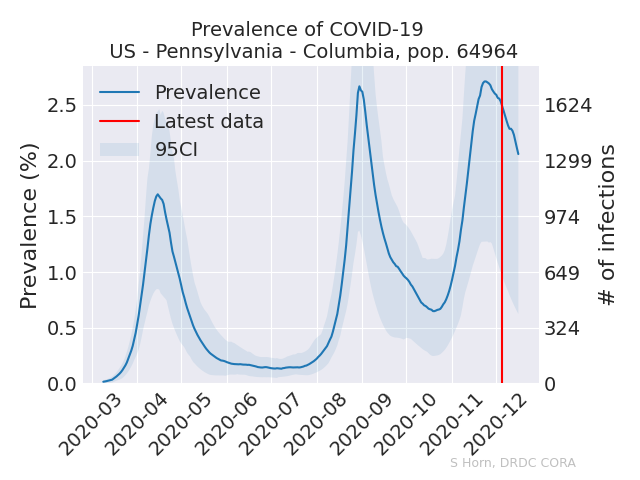 Prevalence of COVID-19
US - Pennsylvania - Columbia, pop. 64964
Prevalence
Latest data
95CI
Prevalence (%)
2.5
2.0
1.5
1.0
0.5
0.0
1624
1299
974
649
324
0
# of infections
2020-03
2020-04
2020-05
2020-06
2020-07
2020-08
2020-09
2020-10
2020-11
2020-12
S Horn, DRDC CORA